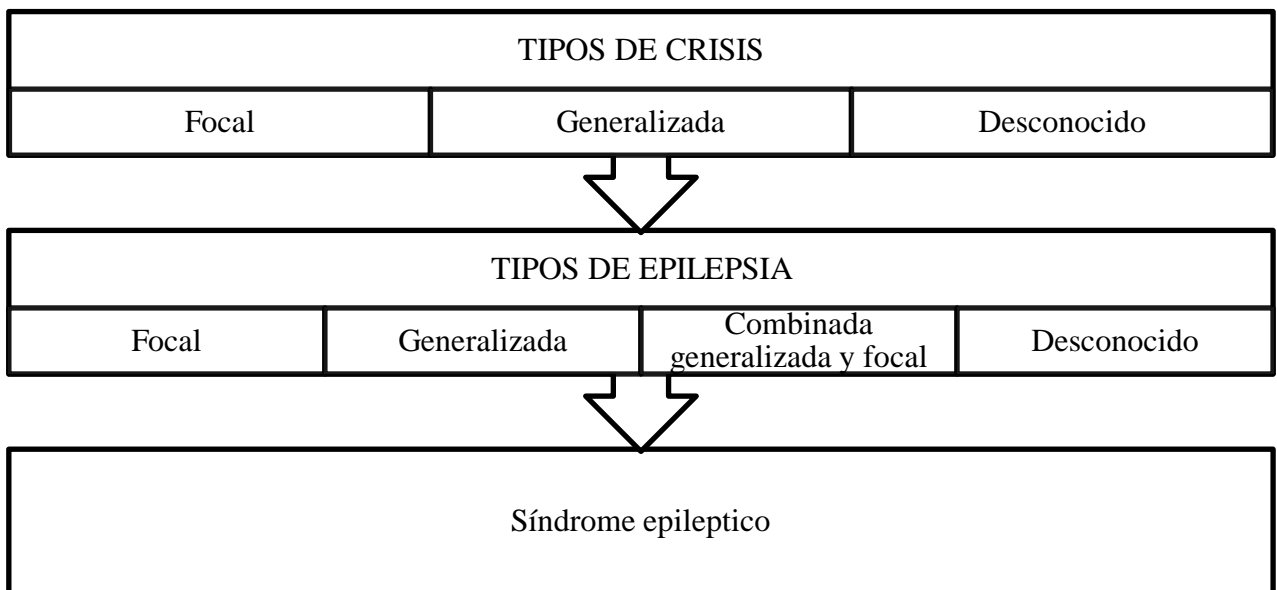 TIPOS DE CRISIS
Focal
Generalizada
Desconocido
TIPOS DE EPILEPSIA
Focal
Generalizada
Combinada
generalizada y focal
Desconocido
Síndrome epileptico